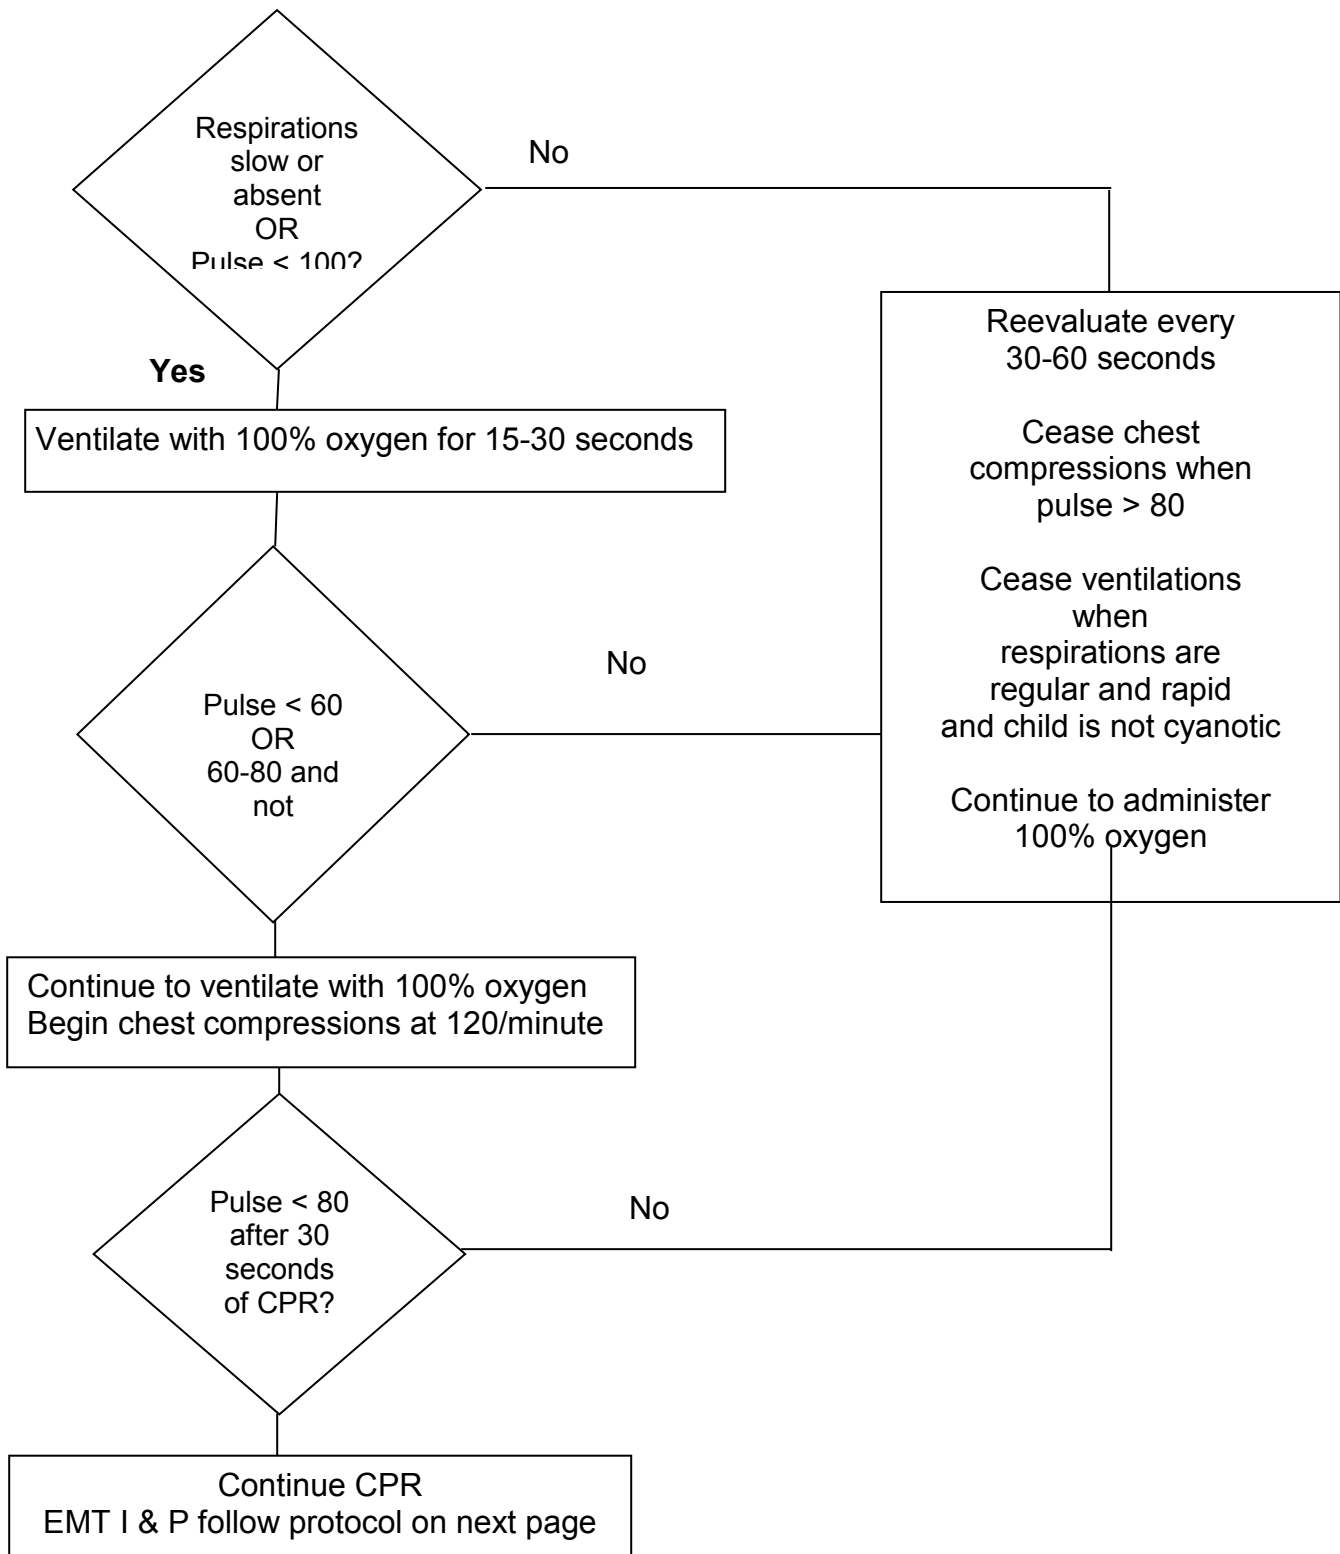 Respirations
slow or
absent
OR
Pulse < 100?
No
Yes
Ventilate with 100% oxygen for 15-30 seconds
Reevaluate every
30-60 seconds
Cease chest
compressions when
pulse > 80
Cease ventilations
when
respirations are
regular and rapid
and child is not cyanotic
Continue to administer
100% oxygen
Pulse < 60
OR
60-80 and
not
No
Continue to ventilate with 100% oxygen
Begin chest compressions at 120/minute
Pulse < 80
after 30
seconds
of CPR?
No
Continue CPR
EMT I & P follow protocol on next page